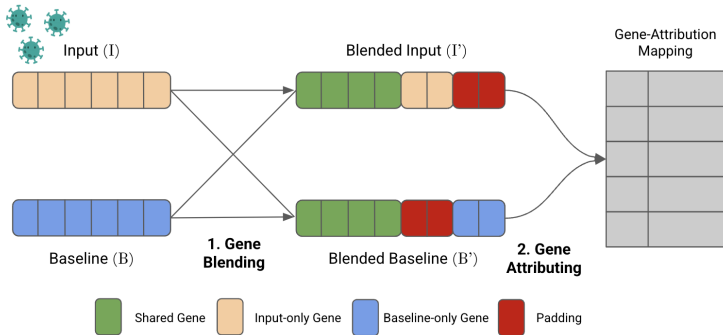 Input (I)
Blended Input (I')
Gene-Attribution
Mapping
Baseline (B)
1. Gene
Blending
Blended Baseline (B')
2. Gene
Attributing
Shared Gene
Input-only Gene
Baseline-only Gene
Padding